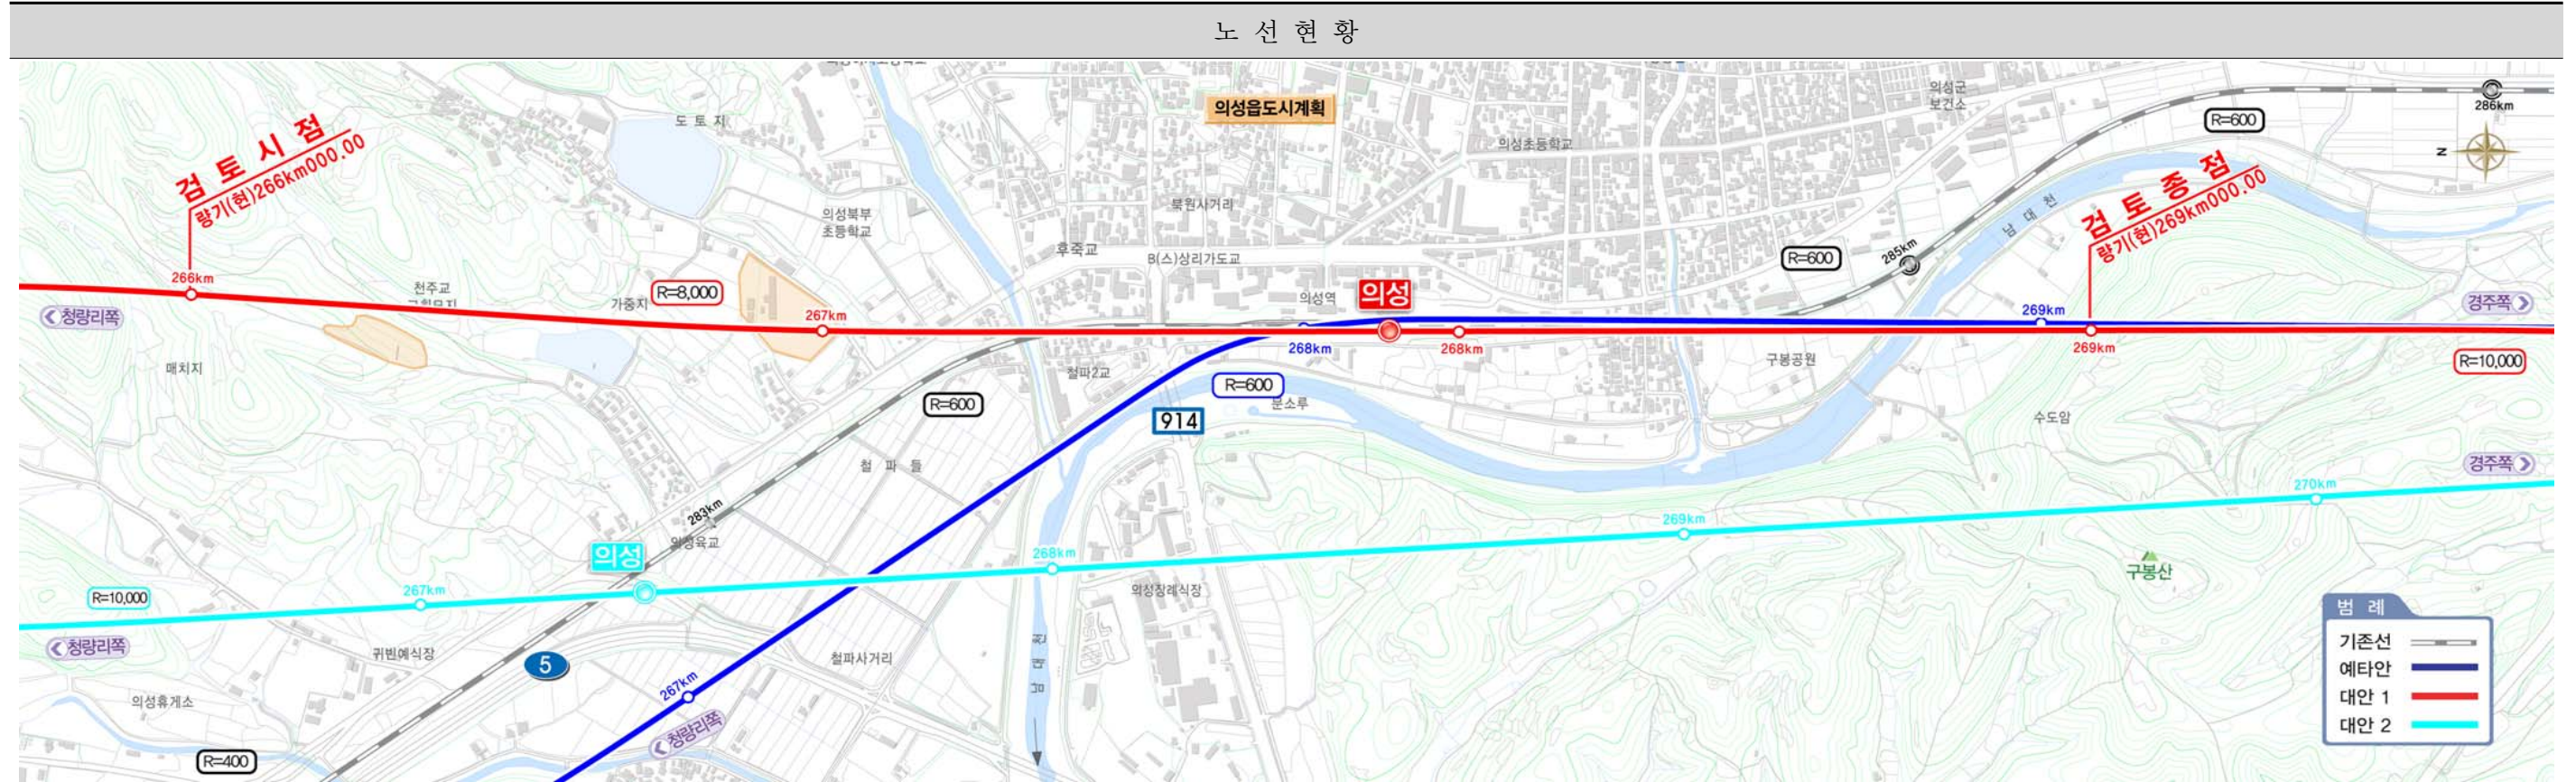 노 선 현 황
의성읍도시계획
의성군
보건소
286km
R=600
N
도 토 지
의성초등학교
검 토 시 점
량기(현)266km000.00
검 토 종 점
량기(현)269km000.00
남 대 천
의성북부
초등학교
북원사거리
후죽교
B(스)상리가도교
R=600
285km
266km
천주교
가중지
R=8,000
267km
의성역
의성
269km
경주쪽
청량리쪽
268km
268km
269km
구봉공원
R=10,000
매치지
철파2교
R=600
문소루
R=600
914
수도암
철 파 들
경주쪽
283km
270km
269km
의성육교
의성
268km
구봉산
R=10,000
267km
의성장례식장
청량리쪽
귀빈예식장
5
철파사거리
남 대 천
267km
청량리쪽
의성휴게소
R=400
범 례
기존선
예타안
대안 1
대안 2